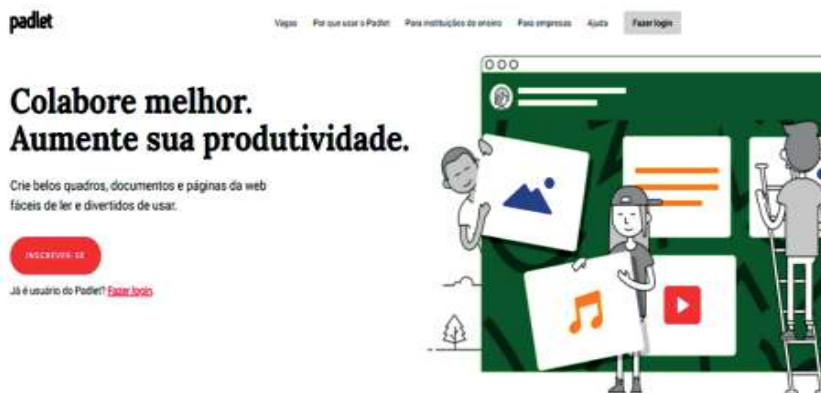 padlet
Vagas Por que usar o Padlet Para instituições de ensino Para empresas Ajuda Fazer login
Colabore melhor.
Aumente sua produtividade.
Crie belos quadros, documentos e páginas da web
fáceis de ler e divertidos de usar.
INSCREVER-SE
Já é usuário do Padlet? Fazer login.